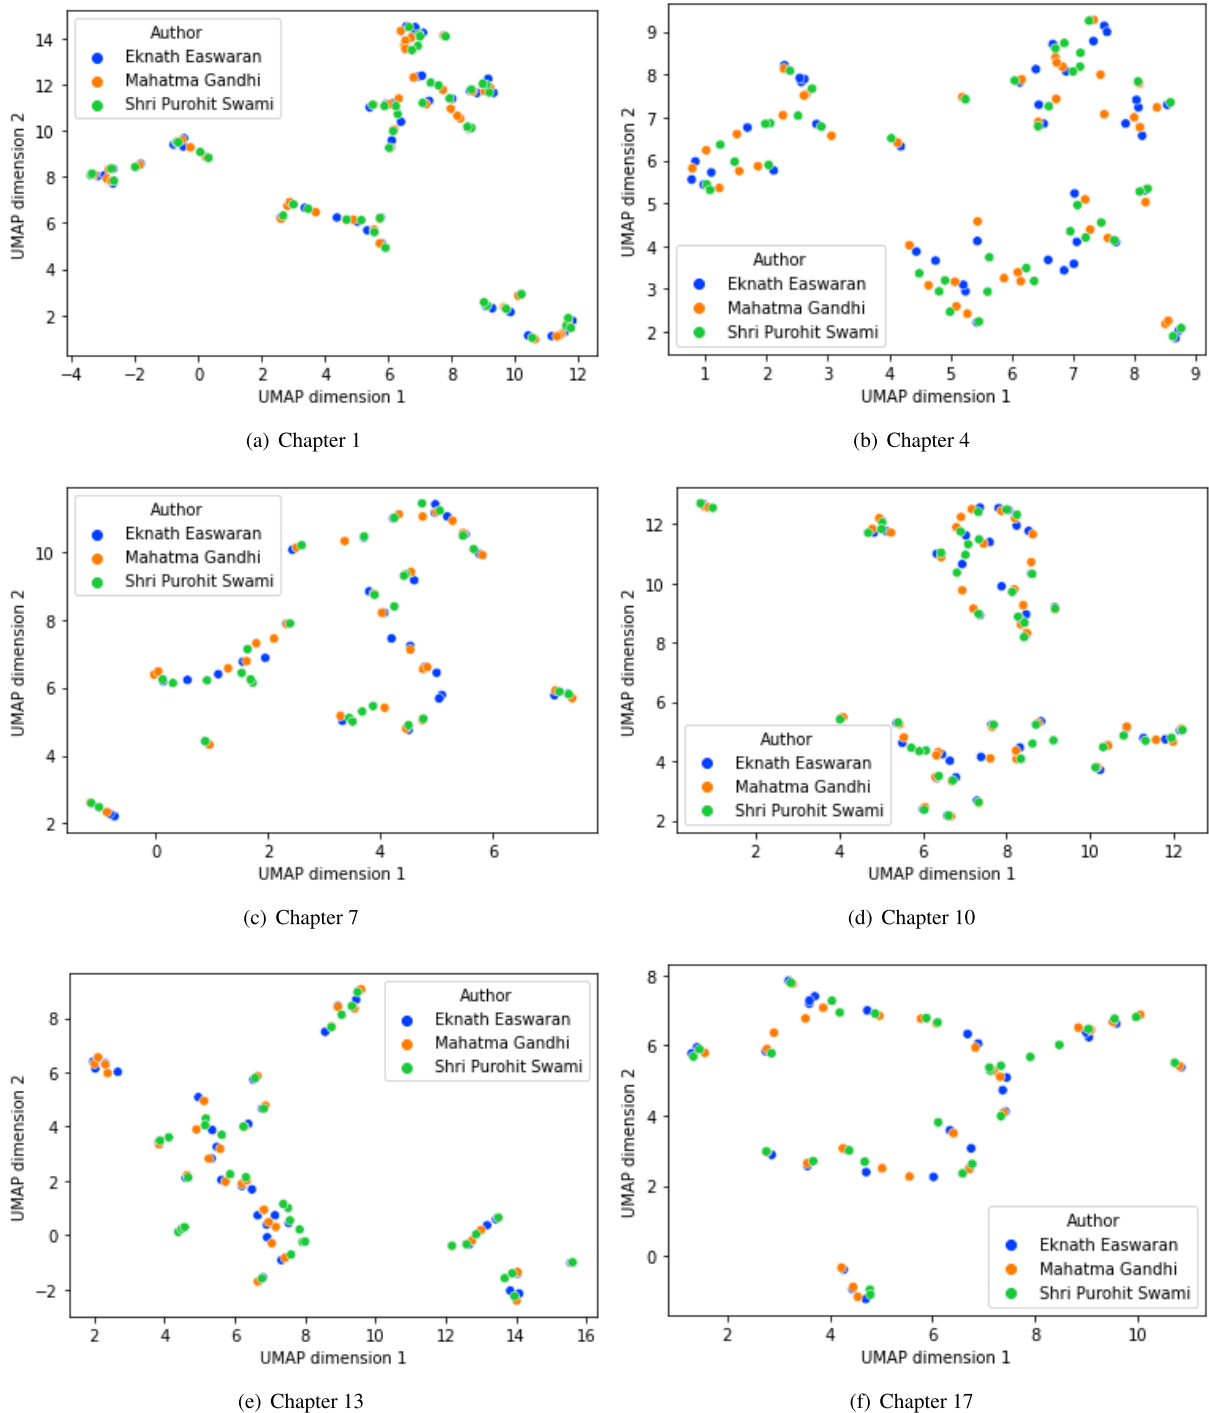 Author
Eknath Easwaran
Mahatma Gandhi
Shri Purohit Swami
14
12
10
8
6
4
2
UMAP dimension 2
−4 −2 0 2 4 6 8 10 12
UMAP dimension 1
(a) Chapter 1
9
8
7
6
5
4
3
2
UMAP dimension 2
Author
Eknath Easwaran
Mahatma Gandhi
Shri Purohit Swami
1 2 3 4 5 6 7 8 9
UMAP dimension 1
(b) Chapter 4
Author
Eknath Easwaran
Mahatma Gandhi
Shri Purohit Swami
10
8
6
4
2
UMAP dimension 2
0 2 4 6
UMAP dimension 1
(c) Chapter 7
12
10
8
6
4
2
UMAP dimension 2
Author
Eknath Easwaran
Mahatma Gandhi
Shri Purohit Swami
2 4 6 8 10 12
UMAP dimension 1
(d) Chapter 10
Author
Eknath Easwaran
Mahatma Gandhi
Shri Purohit Swami
8
6
4
2
0
−2
UMAP dimension 2
2 4 6 8 10 12 14 16
UMAP dimension 1
(e) Chapter 13
8
6
4
2
0
UMAP dimension 2
Author
Eknath Easwaran
Mahatma Gandhi
Shri Purohit Swami
2 4 6 8 10
UMAP dimension 1
(f) Chapter 17